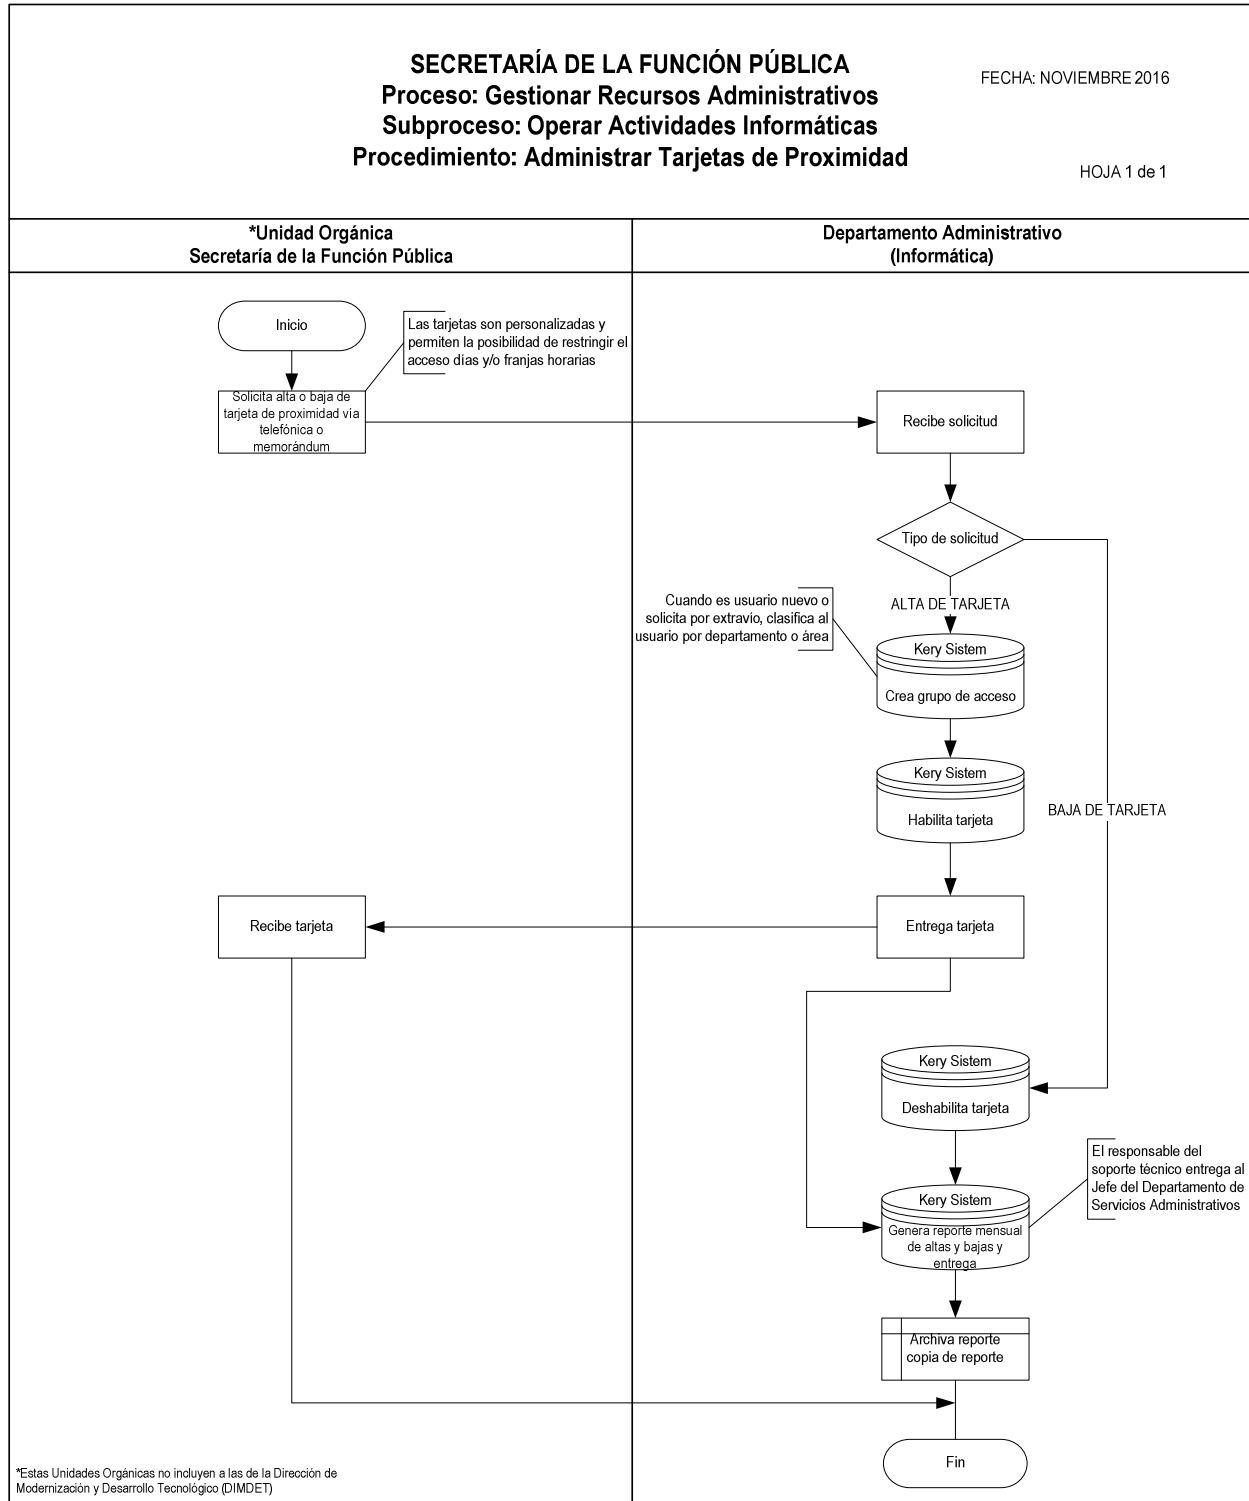 SECRETARÍA DE LA FUNCIÓN PÚBLICA
Proceso: Gestionar Recursos Administrativos
Subproceso: Operar Actividades Informáticas
Procedimiento: Administrar Tarjetas de Proximidad
FECHA: NOVIEMBRE 2016
HOJA 1 de 1
*Unidad Orgánica
Secretaría de la Función Pública
Departamento Administrativo
(Informática)
Inicio
Las tarjetas son personalizadas y
permiten la posibilidad de restringir el
acceso días y/o franjas horarias
Solicita alta o baja de
tarjeta de proximidad vía
telefónica o
memorándum
Recibe solicitud
Tipo de solicitud
ALTA DE TARJETA
Cuando es usuario nuevo o
solicita por extravío, clasifica al
usuario por departamento o área
Kery Sistem
Crea grupo de acceso
Kery Sistem
Habilita tarjeta
BAJA DE TARJETA
Recibe tarjeta
Entrega tarjeta
Kery Sistem
Deshabilita tarjeta
El responsable del
soporte técnico entrega al
Jefe del Departamento de
Servicios Administrativos
Kery Sistem
Genera reporte mensual
de altas y bajas y
entrega
Archiva reporte
copia de reporte
Fin
*Estas Unidades Orgánicas no incluyen a las de la Dirección de
Modernización y Desarrollo Tecnológico (DIMDET)